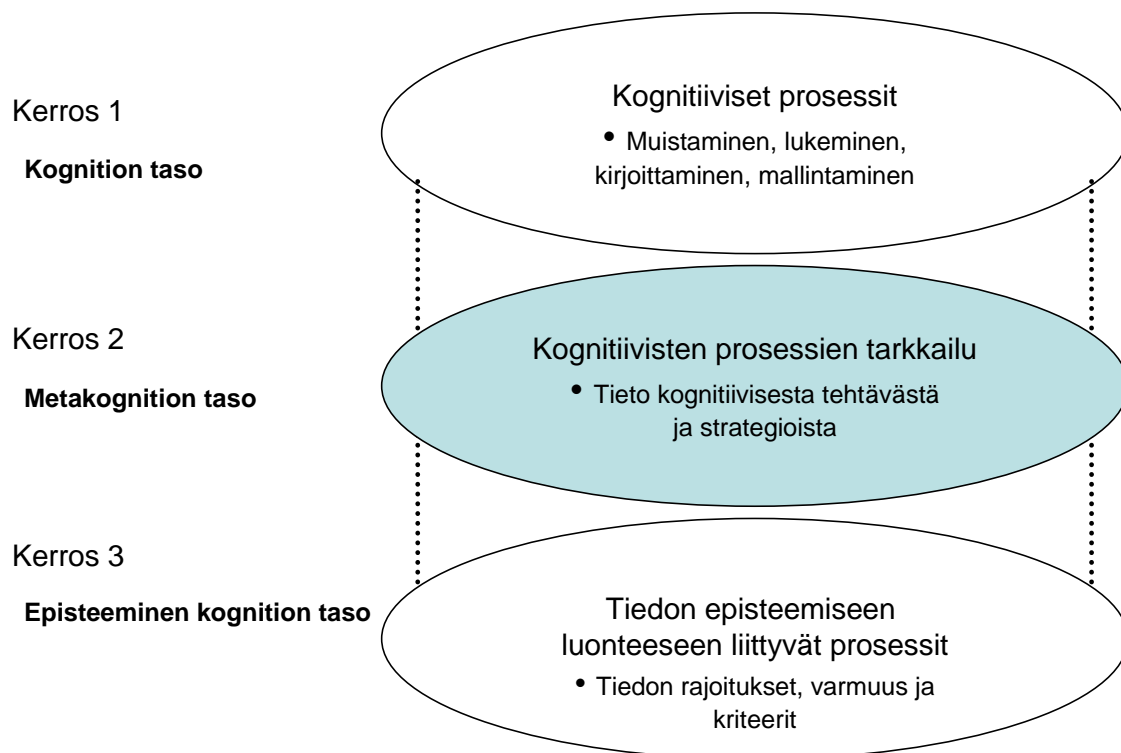 Kerros 1
Kognition taso
Kognitiiviset prosessit
• Muistaminen, lukeminen,
kirjoittaminen, mallintaminen
Kerros 2
Metakognition taso
Kognitiivisten prosessien tarkkailu
• Tieto kognitiivisesta tehtävästä
ja strategioista
Kerros 3
Episteeminen kognition taso
Tiedon episteemiseen
luonteeseen liittyvät prosessit
• Tiedon rajoitukset, varmuus ja
kriteerit